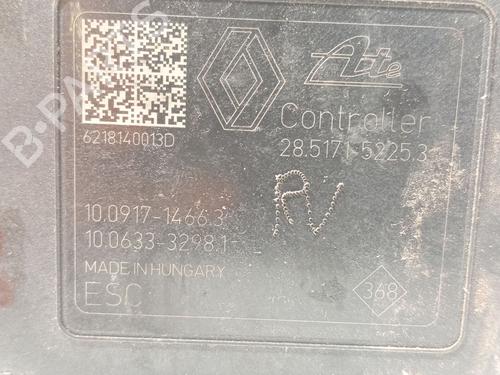 Ate
Controller
6218140013D
28.5171-5225.3
RV
10.0917-1466.3
10.0633-3298.1
MADE IN HUNGARY
ESC
368
B-PARTS